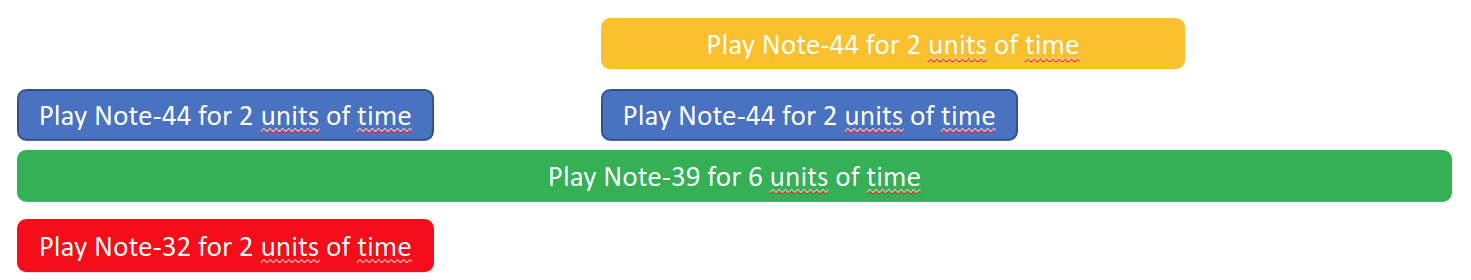 Play Note-44 for 2 units of time
Play Note-44 for 2 units of time
Play Note-44 for 2 units of time
Play Note-39 for 6 units of time
Play Note-32 for 2 units of time